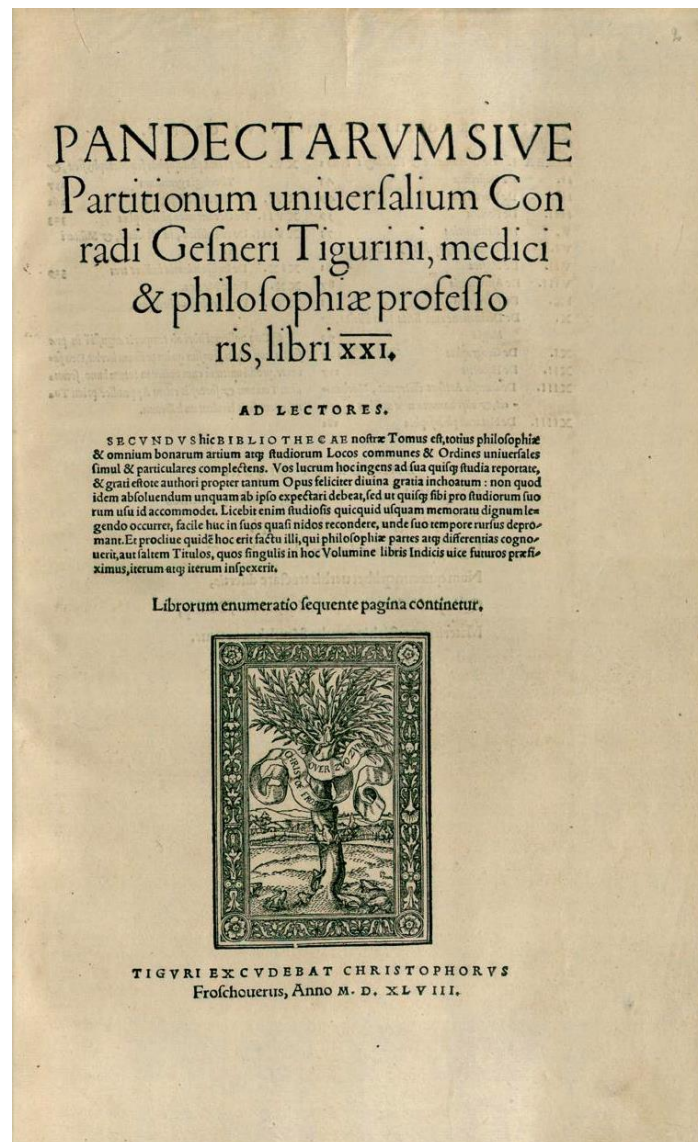 PANDECTARVM SIVE
Partitionum uniuerſalium Con
radi Geſneri Tigurini, medici
& philoſophiæ profeſſo
ris, libri XXI.
AD LECTORES.
SECVNDVS hic BIBLIOTHECAE noſtræ Tomus eſt, totius philoſophiæ
& omnium bonarum artium atq; ſtudiorum Locos communes & Ordines uniuerſales
ſimul & particulares complectens. Vos lucrum hoc ingens ad ſua quiſq; ſtudia reportate,
& grati eſtote authori propter tantum Opus feliciter diuina gratia inchoatum : non quod
idem abſoluendum unquam ab ipſo expectari debeat, ſed ut quiſq; ſibi pro ſtudiorum ſuo
rum uſu id accommodet. Licebit enim ſtudioſis quicquid uſquam memoratu dignum le-
gendo occurret, facile huc in ſuos quaſi nidos recondere, unde ſuo tempore rurſus depro-
mant. Et procliue quidē hoc erit factu illi, qui philoſophiæ partes atq; differentias cogno-
uerit, aut ſaltem Titulos, quos ſingulis in hoc Volumine libris Indicis uice futuros præfi-
ximus, iterum atq; iterum inſpexerit.
Librorum enumeratio ſequente pagina continetur.
TIGVRI EXCVDEBAT CHRISTOPHORVS
Froſchouerus, Anno M. D. XLVIII.